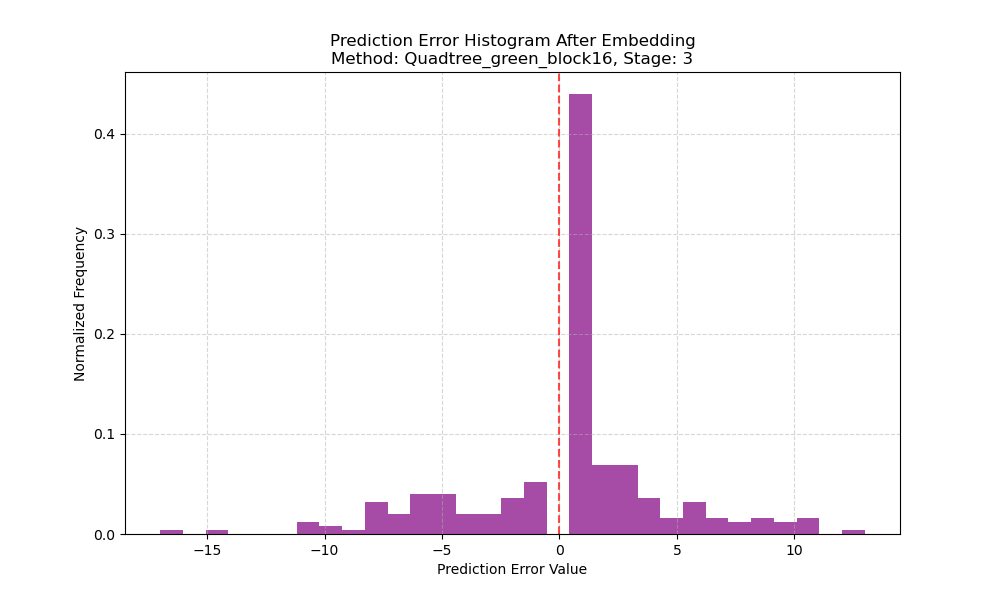 Prediction Error Histogram After Embedding
Method: Quadtree_green_block16, Stage: 3
Normalized Frequency
0.4
0.3
0.2
0.1
0.0
−15
−10
−5
0
5
10
Prediction Error Value